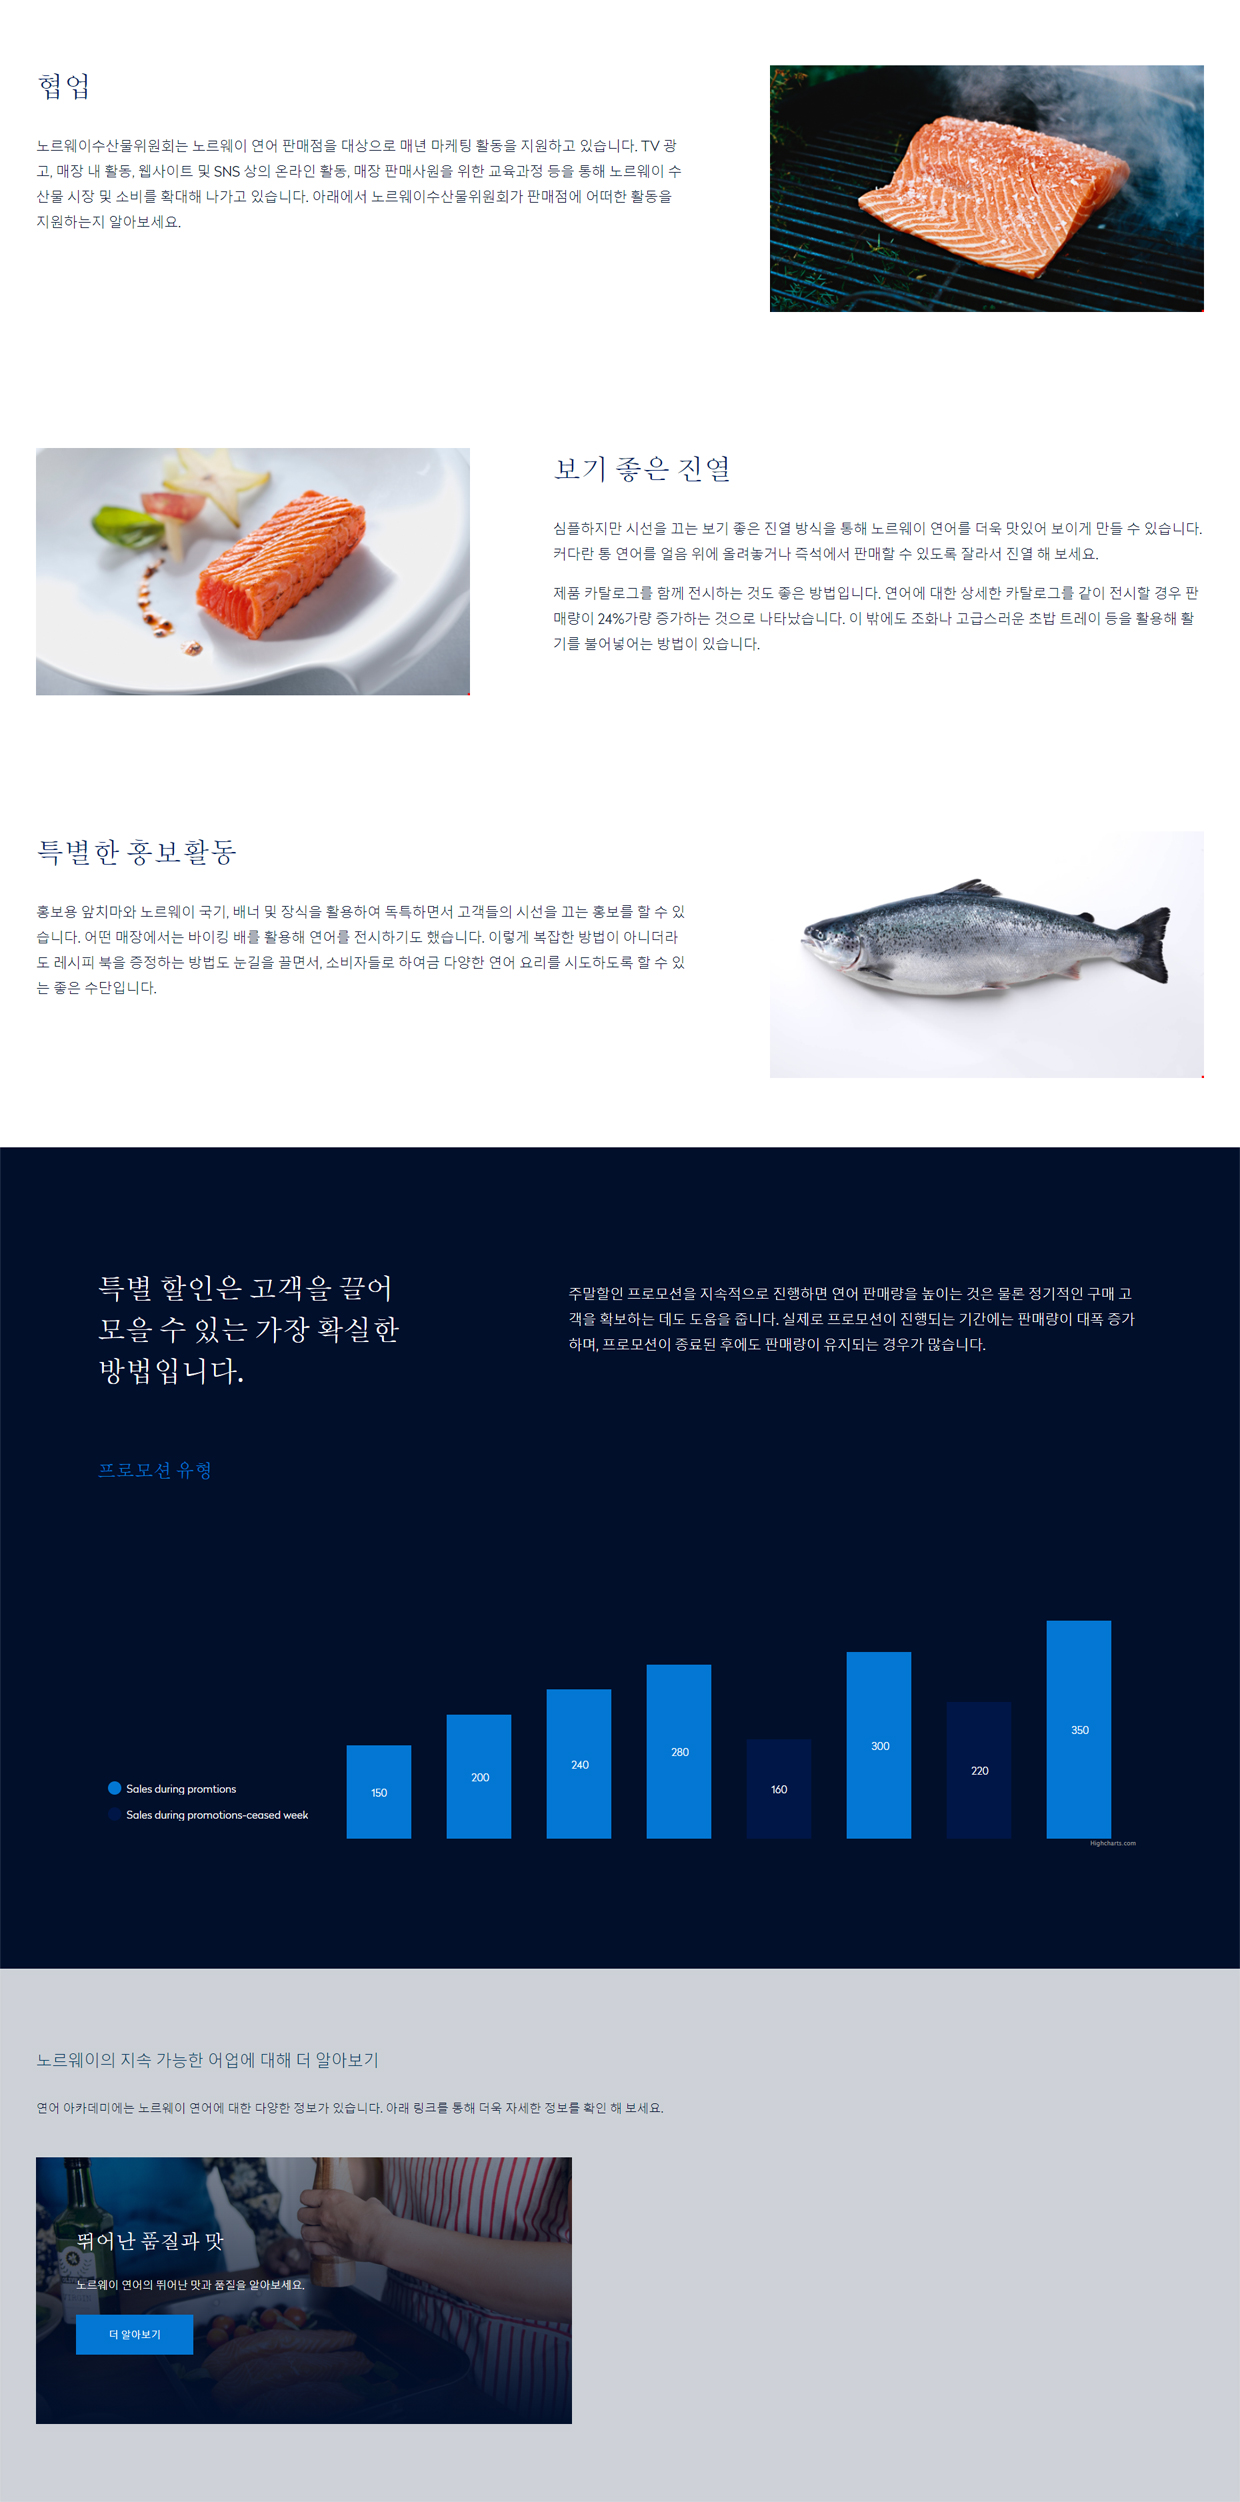 협업
노르웨이수산물위원회는 노르웨이 연어 판매점을 대상으로 매년 마케팅 활동을 지원하고 있습니다. TV 광
고, 매장 내 활동, 웹사이트 및 SNS 상의 온라인 활동, 매장 판매사원을 위한 교육과정 등을 통해 노르웨이 수
산물 시장 및 소비를 확대해 나가고 있습니다. 아래에서 노르웨이수산물위원회가 판매점에 어떠한 활동을
지원하는지 알아보세요.
보기 좋은 진열
심플하지만 시선을 끄는 보기 좋은 진열 방식을 통해 노르웨이 연어를 더욱 맛있어 보이게 만들 수 있습니다.
커다란 통 연어를 얼음 위에 올려놓거나 즉석에서 판매할 수 있도록 잘라서 진열 해 보세요.
제품 카탈로그를 함께 전시하는 것도 좋은 방법입니다. 연어에 대한 상세한 카탈로그를 같이 전시할 경우 판
매량이 24%가량 증가하는 것으로 나타났습니다. 이 밖에도 조화나 고급스러운 초밥 트레이 등을 활용해 활
기를 불어넣어는 방법이 있습니다.
특별한 홍보활동
홍보용 앞치마와 노르웨이 국기, 배너 및 장식을 활용하여 독특하면서 고객들의 시선을 끄는 홍보를 할 수 있
습니다. 어떤 매장에서는 바이킹 배를 활용해 연어를 전시하기도 했습니다. 이렇게 복잡한 방법이 아니더라
도 레시피 북을 증정하는 방법도 눈길을 끌면서, 소비자들로 하여금 다양한 연어 요리를 시도하도록 할 수 있
는 좋은 수단입니다.
특별 할인은 고객을 끌어
모을 수 있는 가장 확실한
방법입니다.
주말할인 프로모션을 지속적으로 진행하면 연어 판매량을 높이는 것은 물론 정기적인 구매 고
객을 확보하는 데도 도움을 줍니다. 실제로 프로모션이 진행되는 기간에는 판매량이 대폭 증가
하며, 프로모션이 종료된 후에도 판매량이 유지되는 경우가 많습니다.
프로모션 유형
150
200
240
280
160
300
220
350
Sales during promtions
Sales during promotions-ceased week
Highcharts.com
노르웨이의 지속 가능한 어업에 대해 더 알아보기
연어 아카데미에는 노르웨이 연어에 대한 다양한 정보가 있습니다. 아래 링크를 통해 더욱 자세한 정보를 확인 해 보세요.
뛰어난 품질과 맛
노르웨이 연어의 뛰어난 맛과 품질을 알아보세요.
더 알아보기